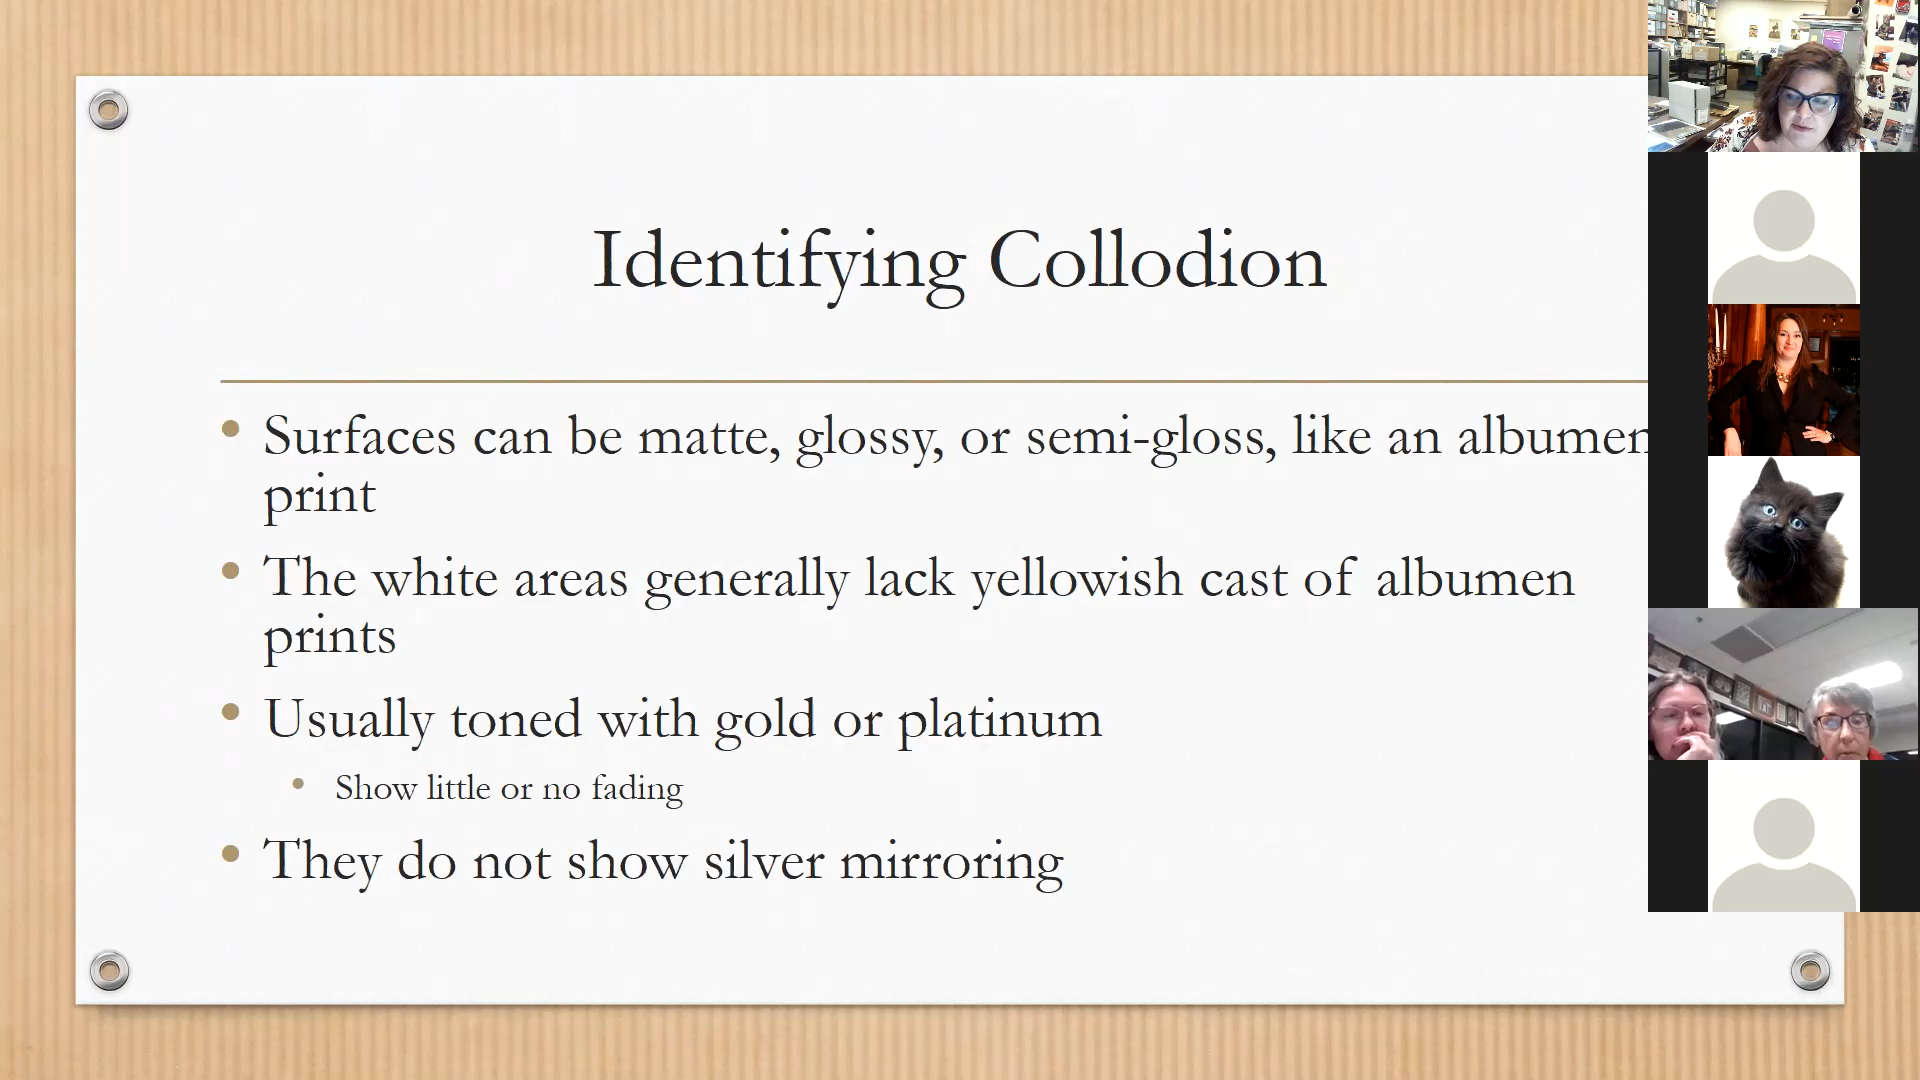 Identifying Collodion
Surfaces can be matte, glossy, or semi-gloss, like an albumen
print
The white areas generally lack yellowish cast of albumen
prints
Usually toned with gold or platinum
Show little or no fading
They do not show silver mirroring